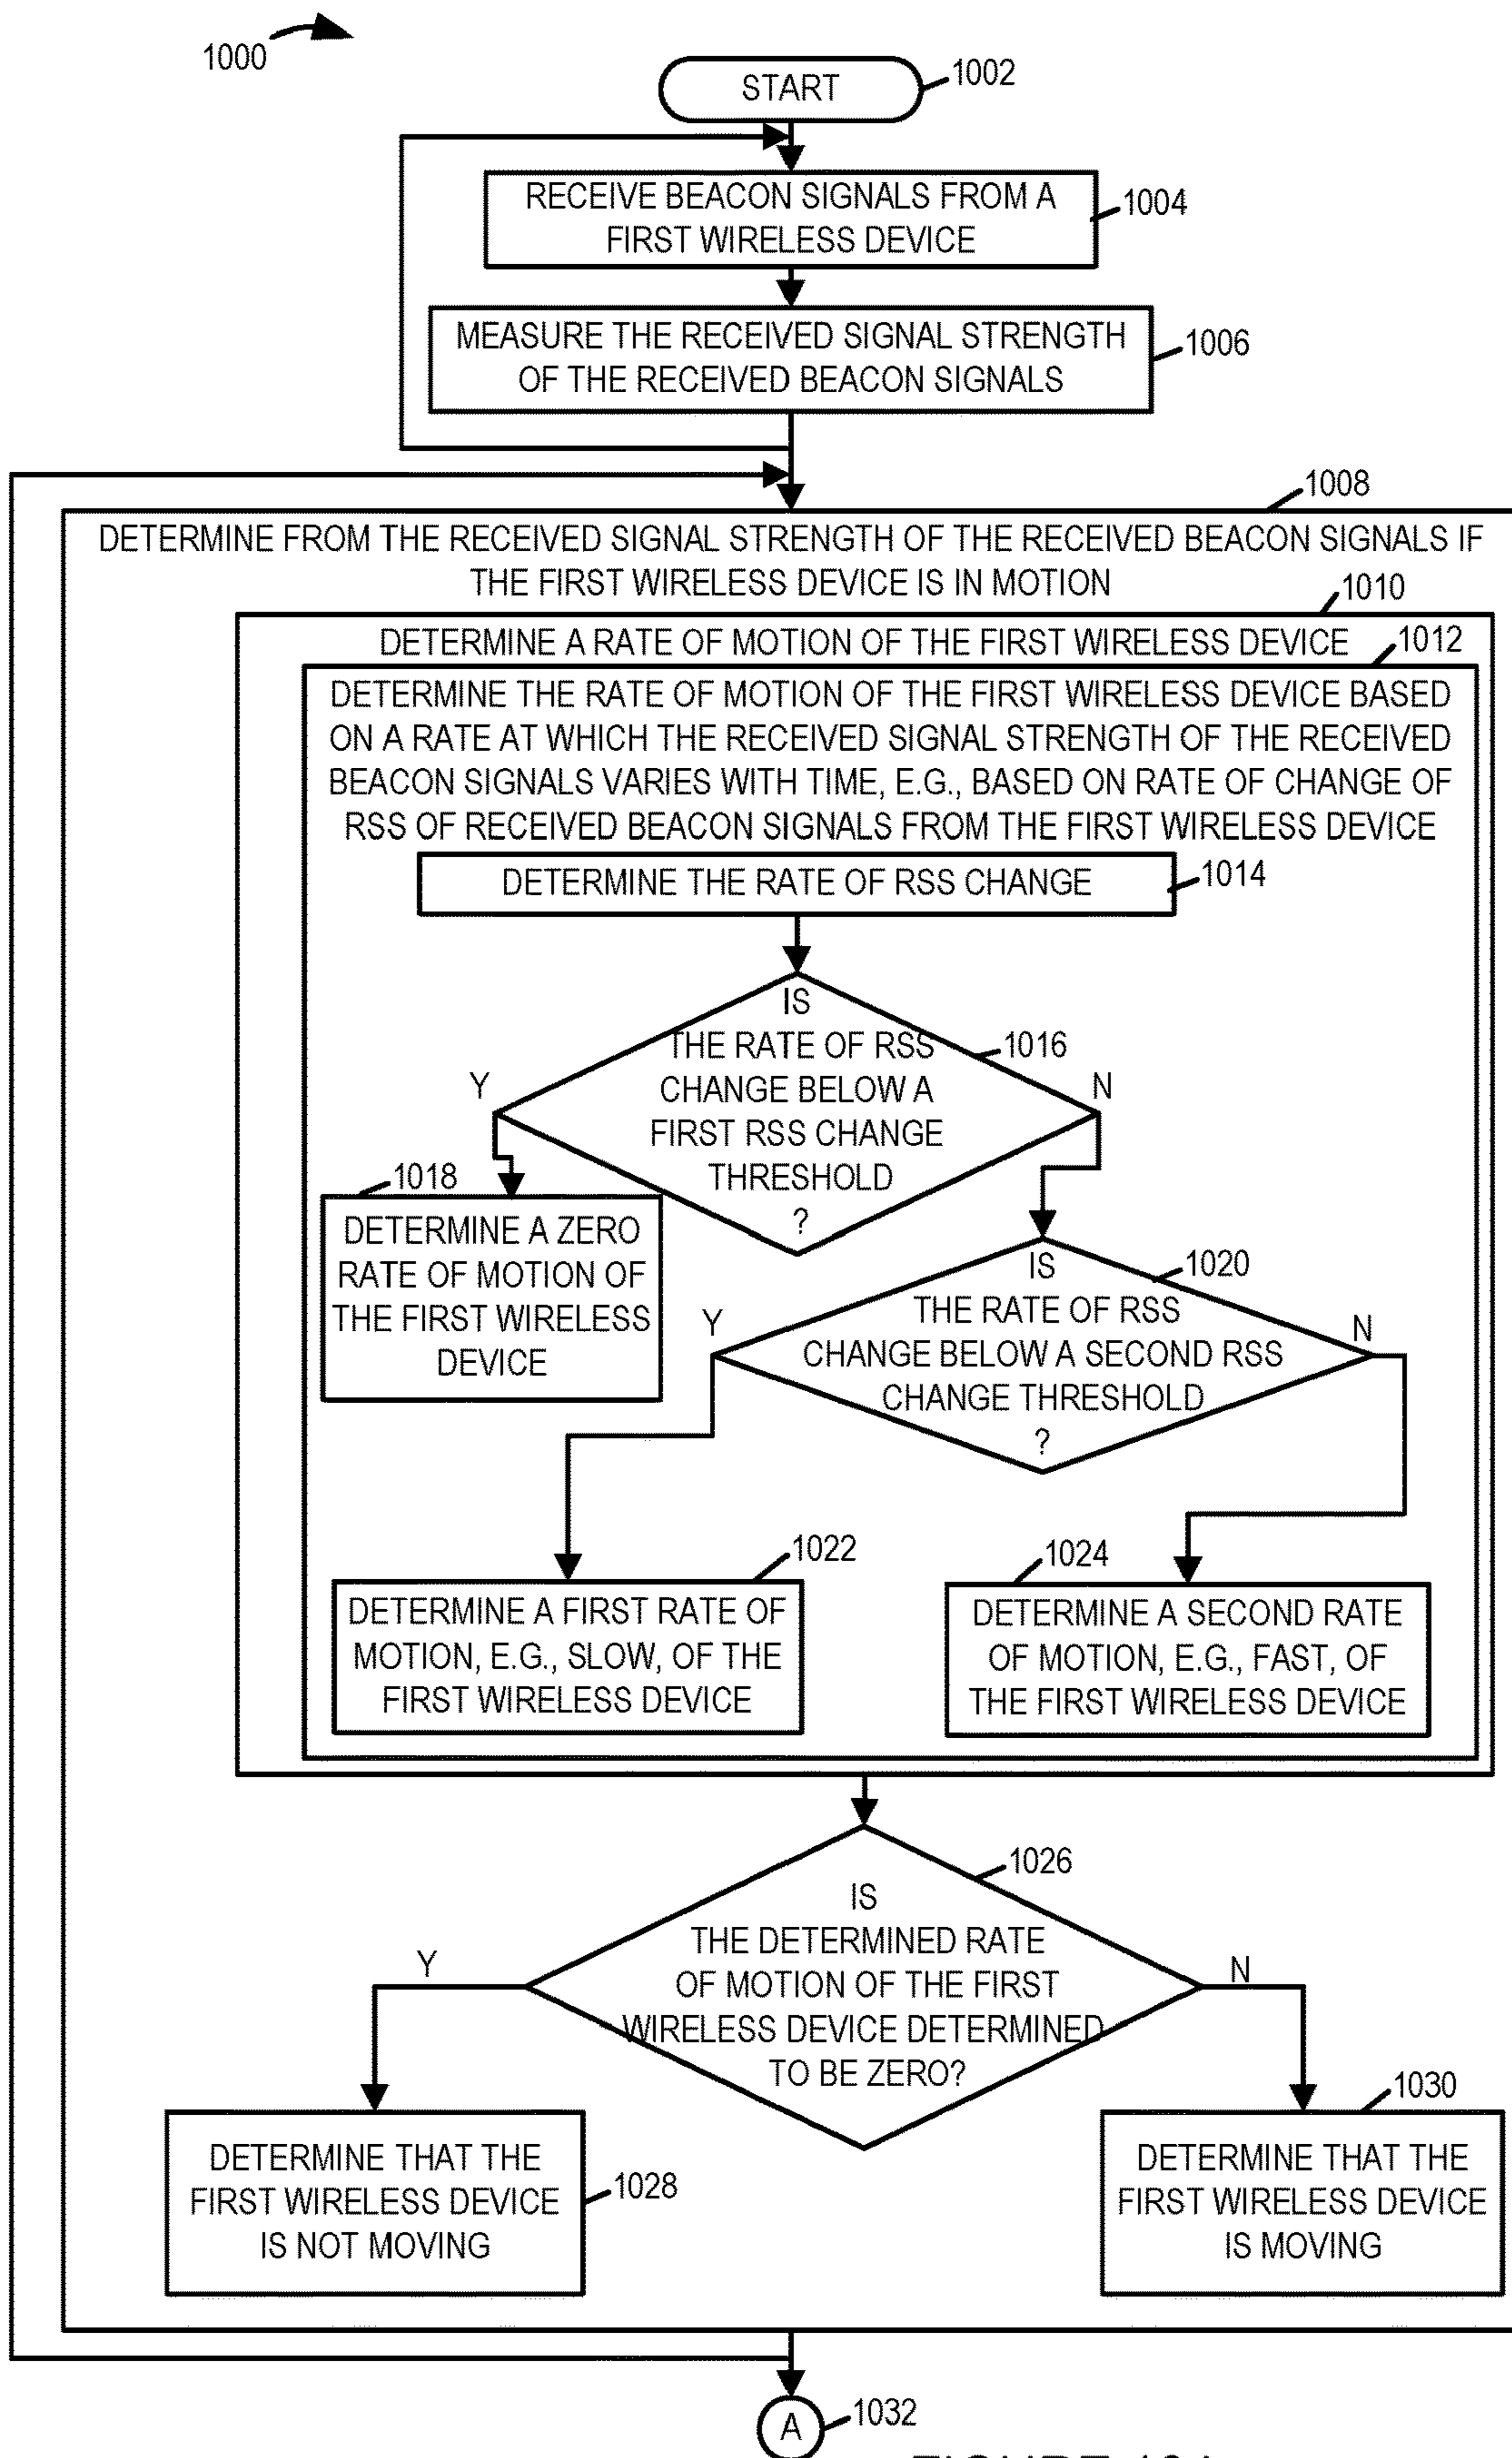 1000
START
1002
RECEIVE BEACON SIGNALS FROM A
FIRST WIRELESS DEVICE
1004
MEASURE THE RECEIVED SIGNAL STRENGTH
OF THE RECEIVED BEACON SIGNALS
1006
1008
DETERMINE FROM THE RECEIVED SIGNAL STRENGTH OF THE RECEIVED BEACON SIGNALS IF
THE FIRST WIRELESS DEVICE IS IN MOTION
1010
DETERMINE A RATE OF MOTION OF THE FIRST WIRELESS DEVICE
1012
DETERMINE THE RATE OF MOTION OF THE FIRST WIRELESS DEVICE BASED
ON A RATE AT WHICH THE RECEIVED SIGNAL STRENGTH OF THE RECEIVED
BEACON SIGNALS VARIES WITH TIME, E.G., BASED ON RATE OF CHANGE OF
RSS OF RECEIVED BEACON SIGNALS FROM THE FIRST WIRELESS DEVICE
DETERMINE THE RATE OF RSS CHANGE
1014
IS
THE RATE OF RSS
CHANGE BELOW A
FIRST RSS CHANGE
THRESHOLD
?
1016
Y
N
1018
DETERMINE A ZERO
RATE OF MOTION OF
THE FIRST WIRELESS
DEVICE
IS
THE RATE OF RSS
CHANGE BELOW A SECOND RSS
CHANGE THRESHOLD
?
1020
Y
N
1022
DETERMINE A FIRST RATE OF
MOTION, E.G., SLOW, OF THE
FIRST WIRELESS DEVICE
1024
DETERMINE A SECOND RATE
OF MOTION, E.G., FAST, OF
THE FIRST WIRELESS DEVICE
1026
IS
THE DETERMINED RATE
OF MOTION OF THE FIRST
WIRELESS DEVICE DETERMINED
TO BE ZERO?
Y
N
DETERMINE THAT THE
FIRST WIRELESS DEVICE
IS NOT MOVING
1028
1030
DETERMINE THAT THE
FIRST WIRELESS DEVICE
IS MOVING
A
1032